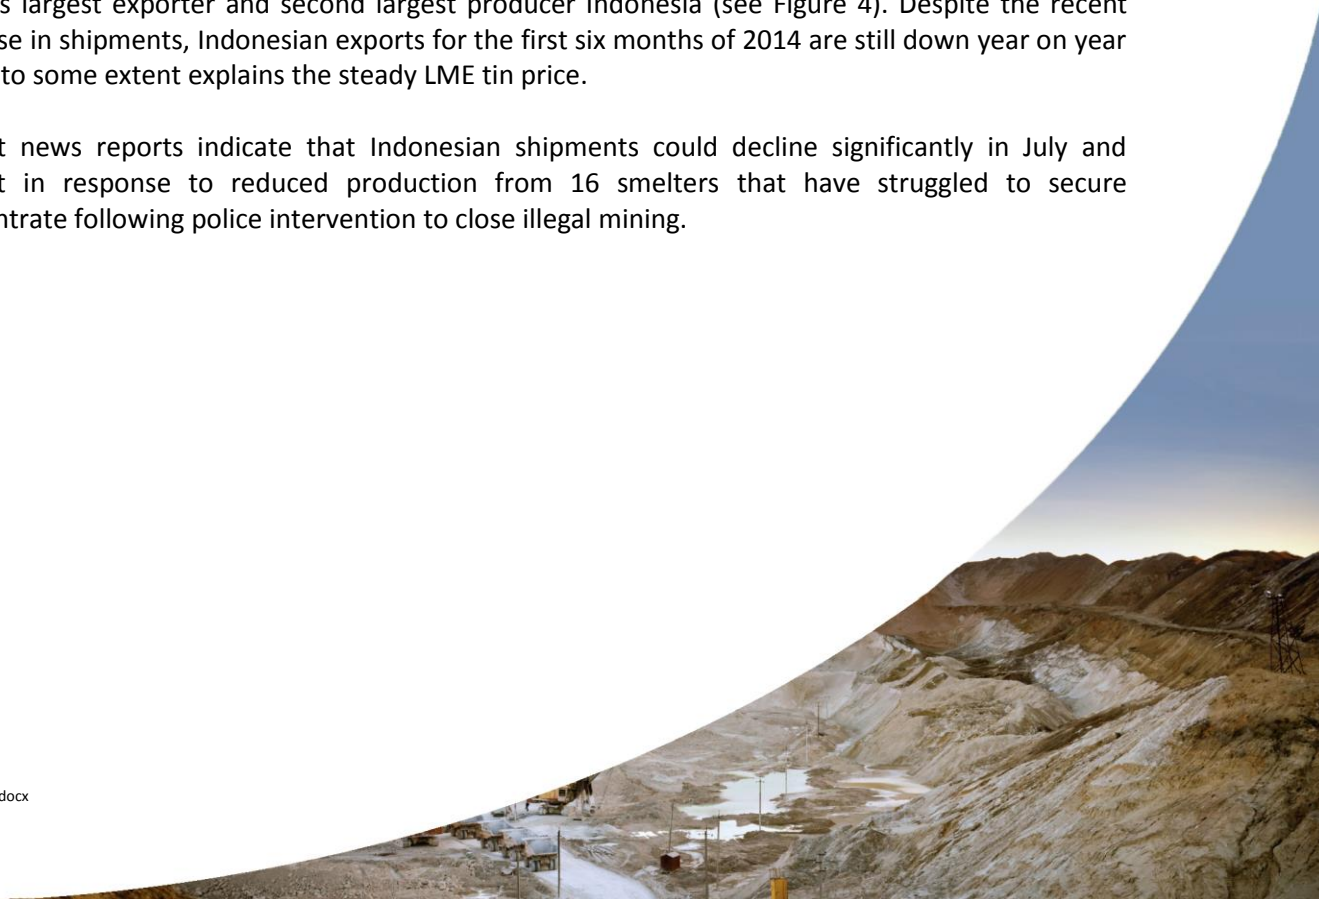 s largest exporter and second largest producer Indonesia (see Figure 4). Despite the recent
se in shipments, Indonesian exports for the first six months of 2014 are still down year on year
to some extent explains the steady LME tin price.
t news reports indicate that Indonesian shipments could decline significantly in July and
t in response to reduced production from 16 smelters that have struggled to secure
ntrate following police intervention to close illegal mining.
docx